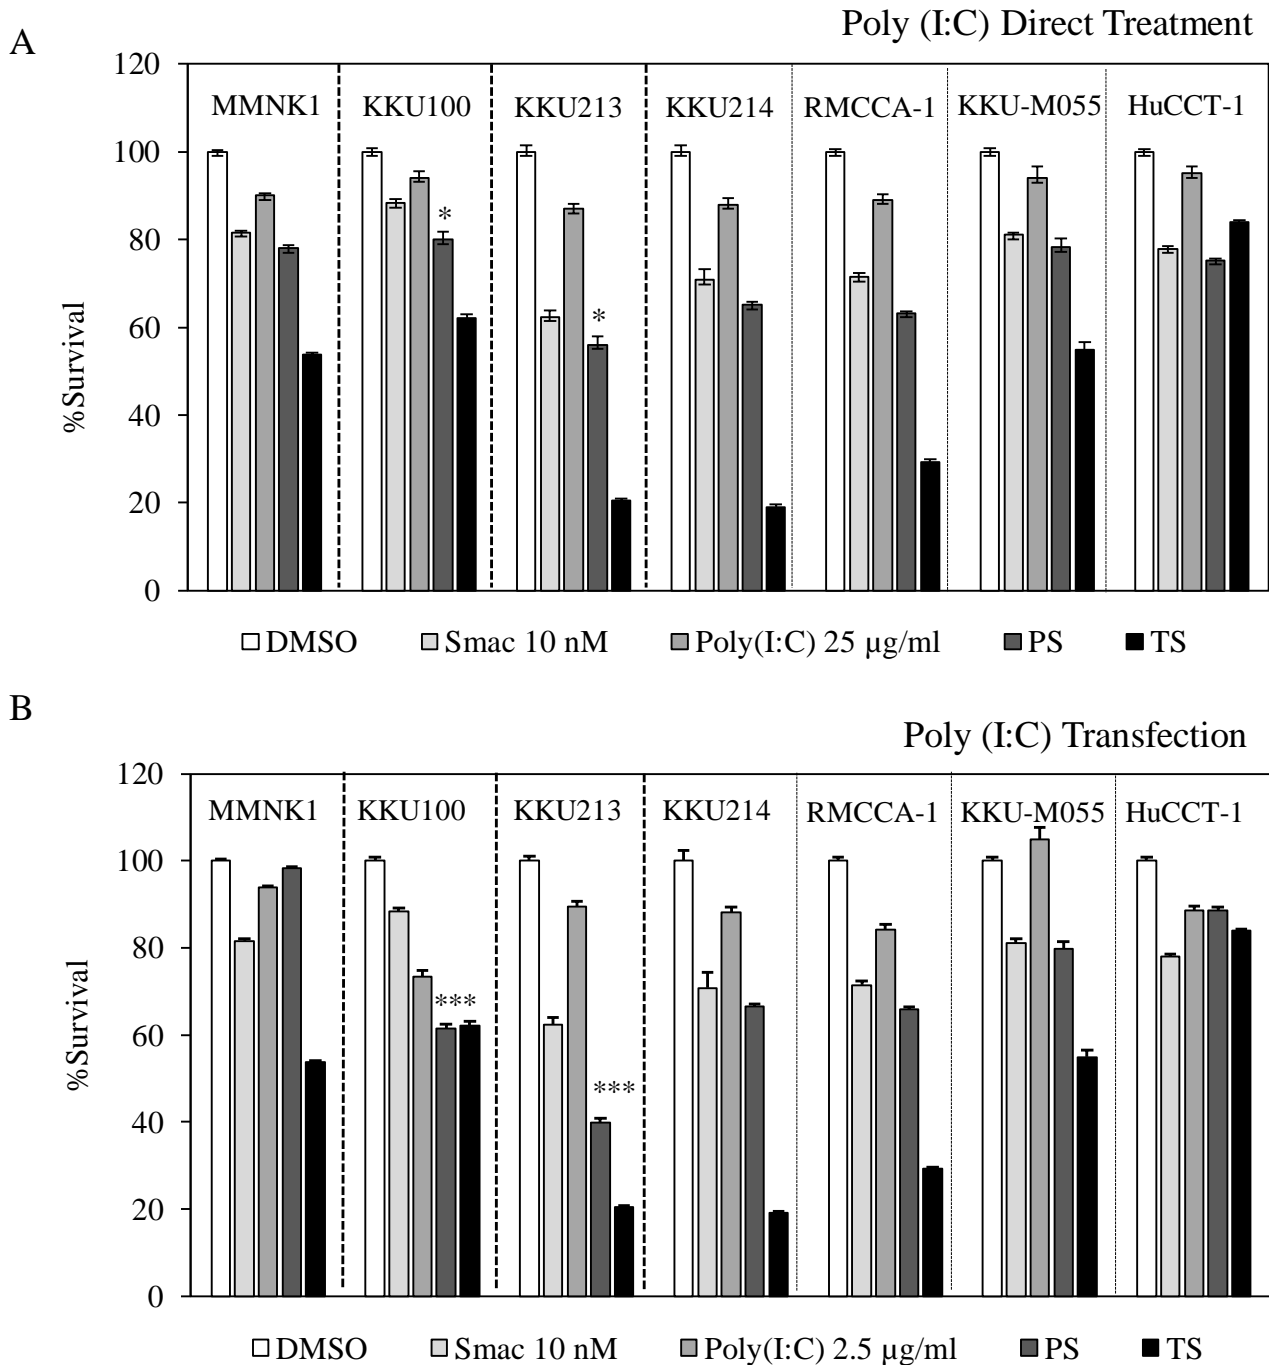 A
Poly (I:C) Direct Treatment
120
MMNK1 KKU100 KKU213 KKU214 RMCCA-1 KKU-M055 HuCCT-1
100
80
60
40
20
0
%Survival
*
*
DMSO Smac 10 nM Poly(I:C) 25 µg/ml PS TS
B
Poly (I:C) Transfection
120
MMNK1 KKU100 KKU213 KKU214 RMCCA-1 KKU-M055 HuCCT-1
100
80
60
40
20
0
%Survival
***
***
DMSO Smac 10 nM Poly(I:C) 2.5 µg/ml PS TS